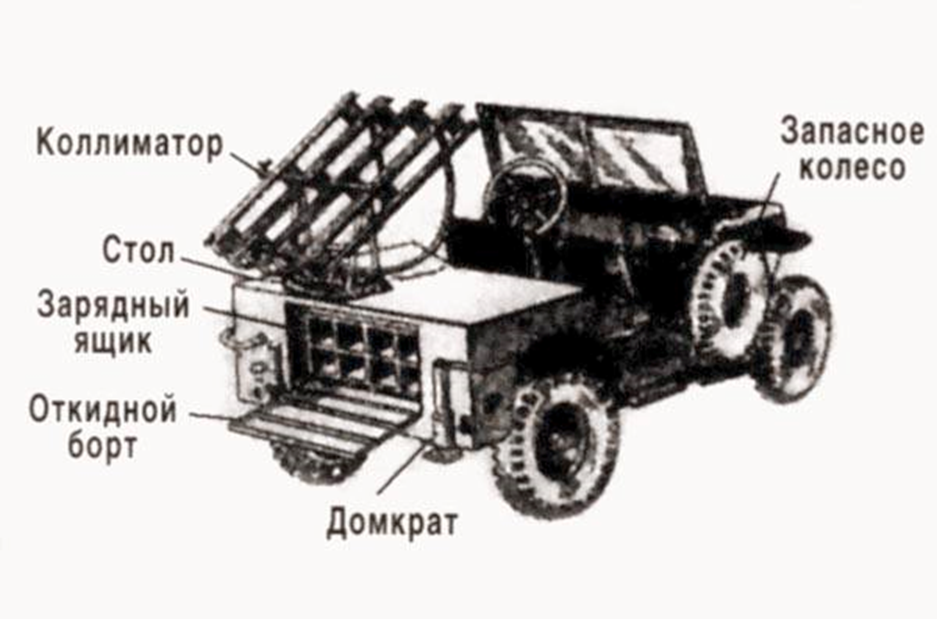 Коллиматор
Запасное
колесо
Стол
Зарядный
ящик
Откидной
борт
Домкрат